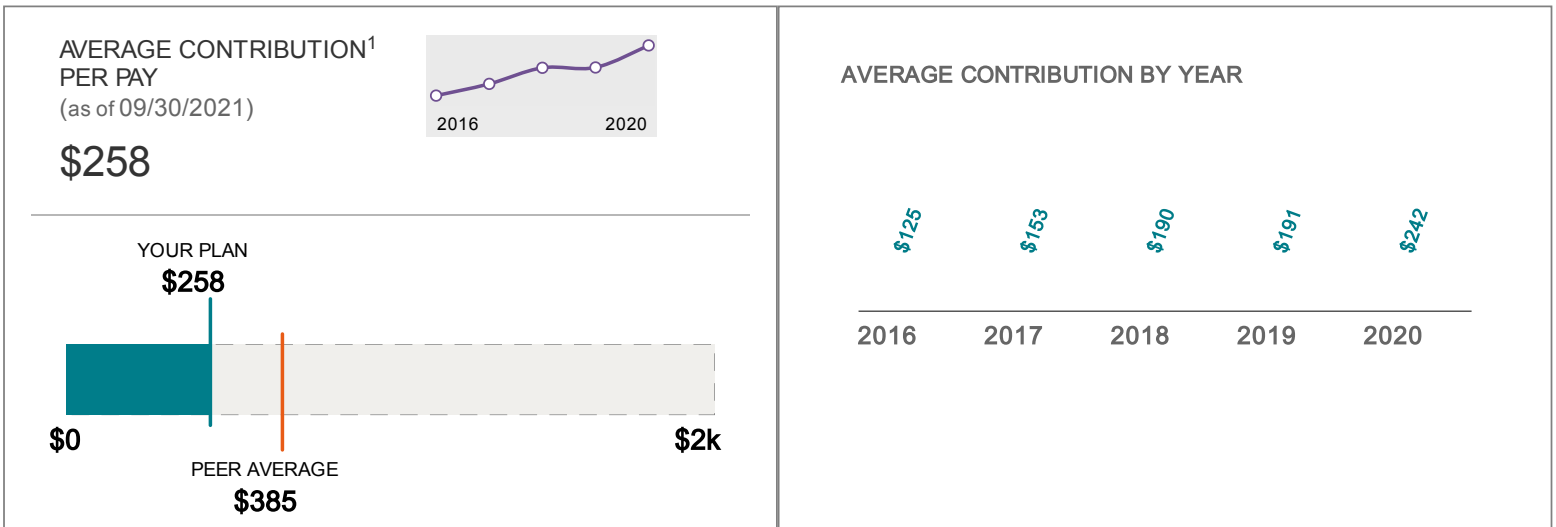 AVERAGE CONTRIBUTION1
PER PAY
(as of 09/30/2021)
$258
2016 2020
YOUR PLAN
$258
$0 $2k
PEER AVERAGE
$385
AVERAGE CONTRIBUTION BY YEAR
$125 $153 $190 $191 $242
2016 2017 2018 2019 2020